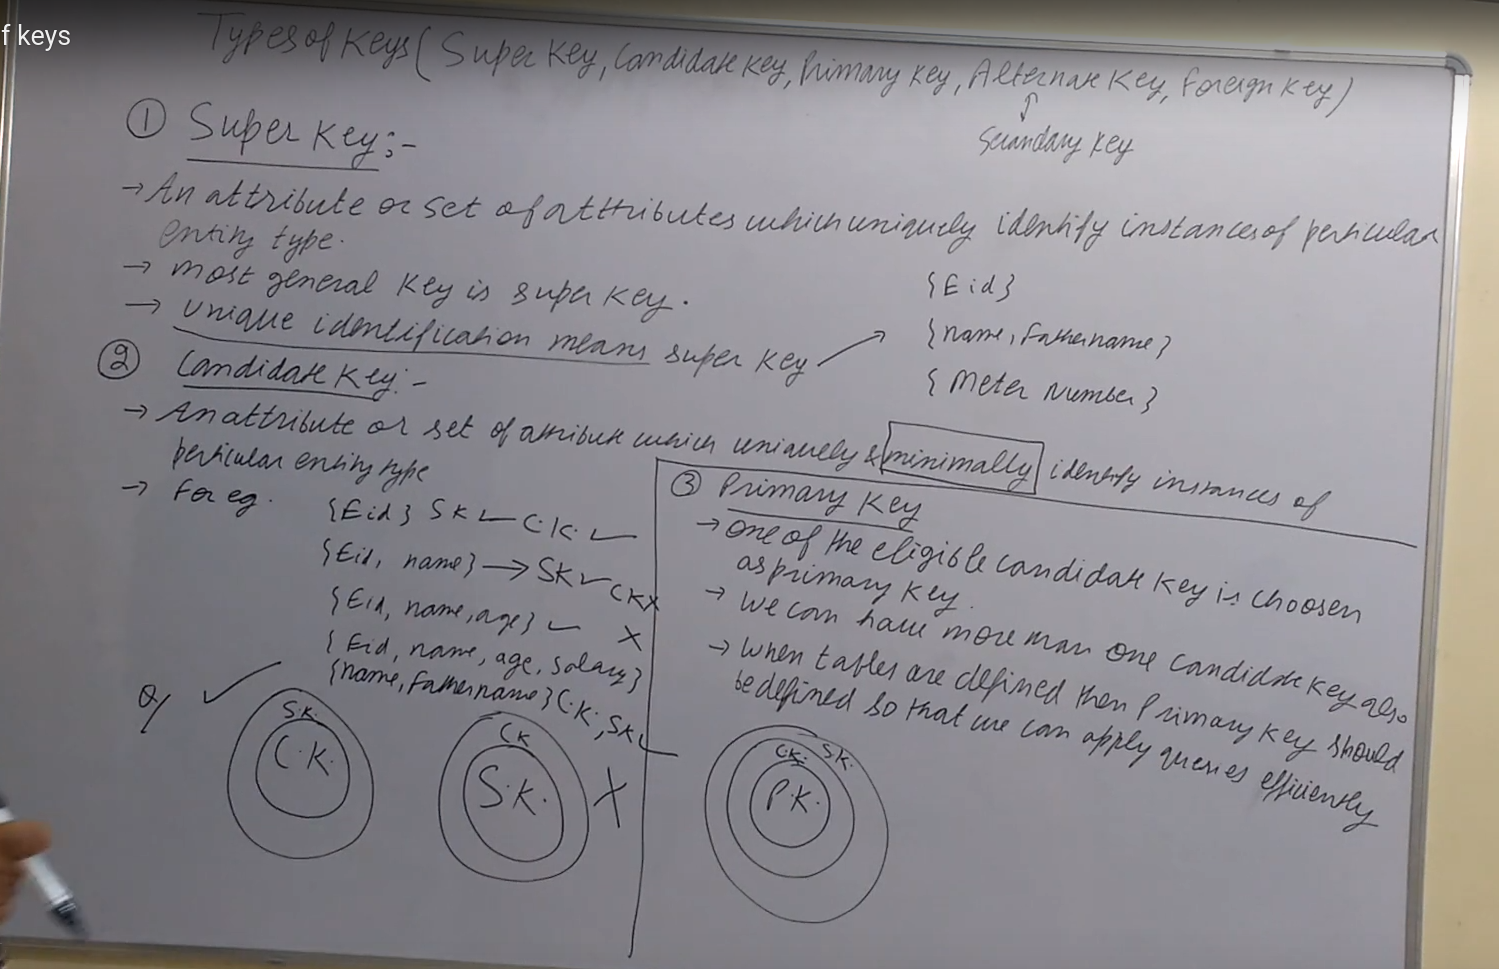 f keys
Types of Keys ( Super Key, Candidate Key, Primary Key, Alternate Key, Foreign Key)
↑
Secondary Key
① Super Key:-
→ An attribute or set of attributes which uniquely identify instances of perticular
entity type.
→ most general Key is super Key.
→ unique identification means super Key
{Eid}
{name, Fathername}
{Meter Number}
② Candidate Key:-
→ An attribute or set of attribute which uniquely & minimally identify instances of
perticular entity type
→ For eg.
{Eid} SK ✓ C.K. ✓
{Eid, name} → SK ✓ CK X
{Eid, name, age} ✓ X
{Eid, name, age, salary}
{name, Fathername} C.K., SK ✓
Q/ ✓
S.K.
C.K.
CK
S.K. X
③ Primary Key
→ one of the eligible candidate Key is choosen
as primary Key.
→ We can have more than one candidate Key also
→ When tables are defined then Primary Key should
be defined so that we can apply queries efficiently
S.K.
C.K.
P.K.